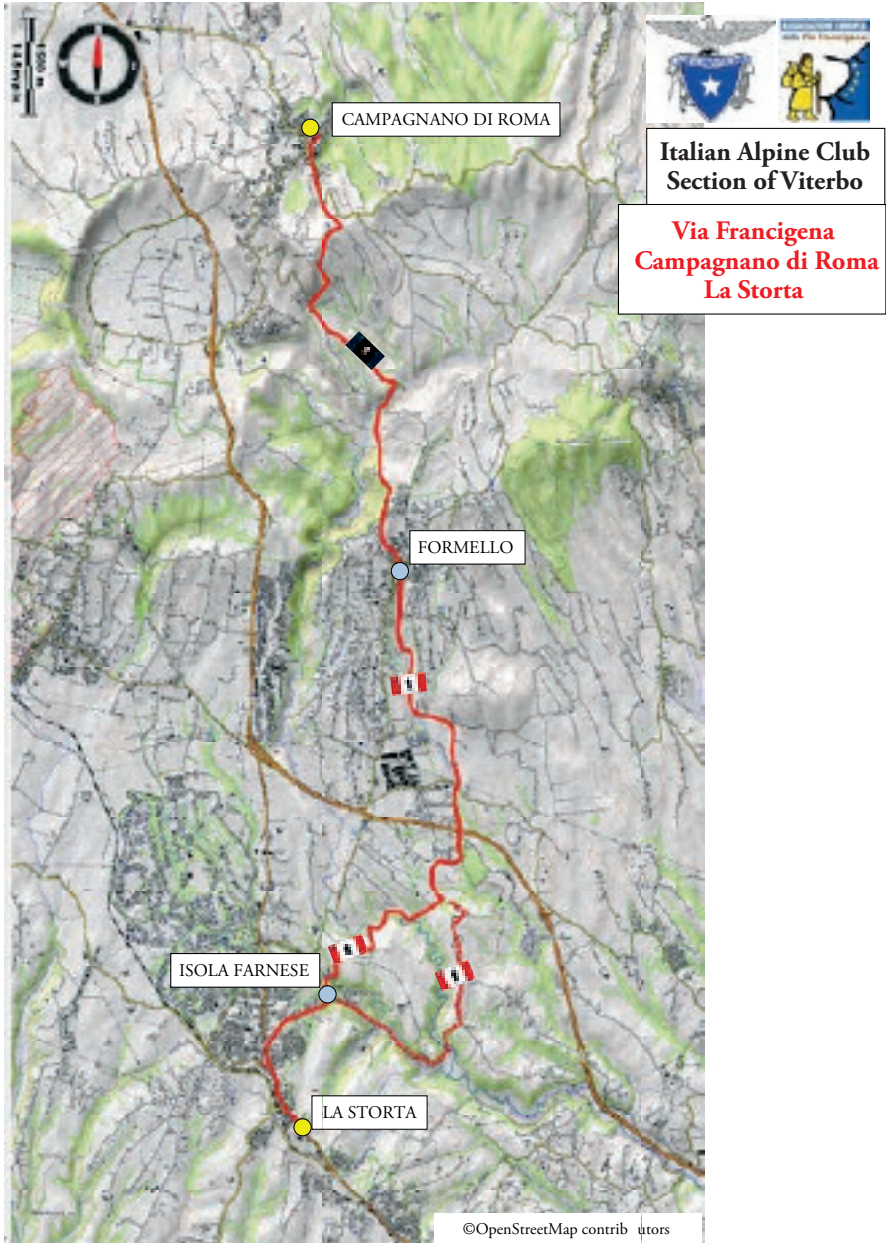 CAMPAGNANO DI ROMA
Italian Alpine Club
Section of Viterbo
Via Francigena
Campagnano di Roma
La Storta
FORMELLO
ISOLA FARNESE
LA STORTA
©OpenStreetMap contrib utors